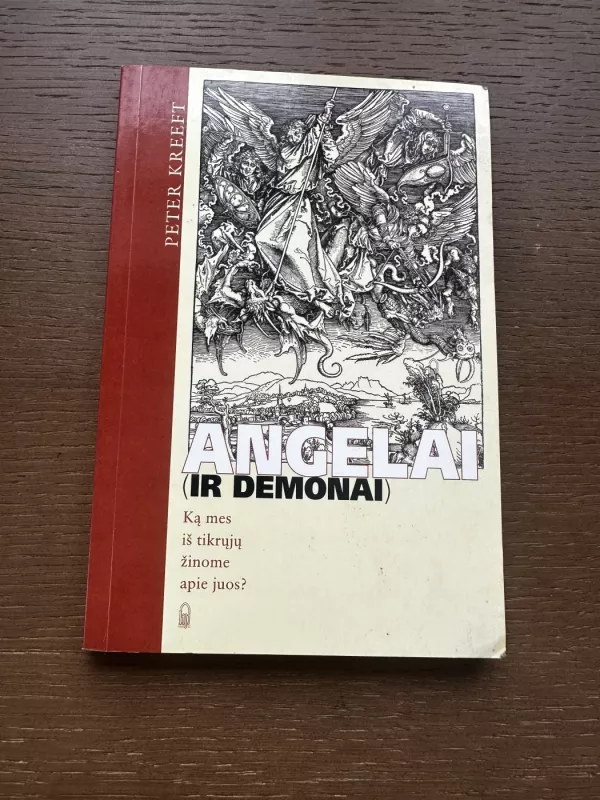 PETER KREEFT
ANGELAI
(IR DEMONAI)
Ką mes
iš tikrųjų
žinome
apie juos?